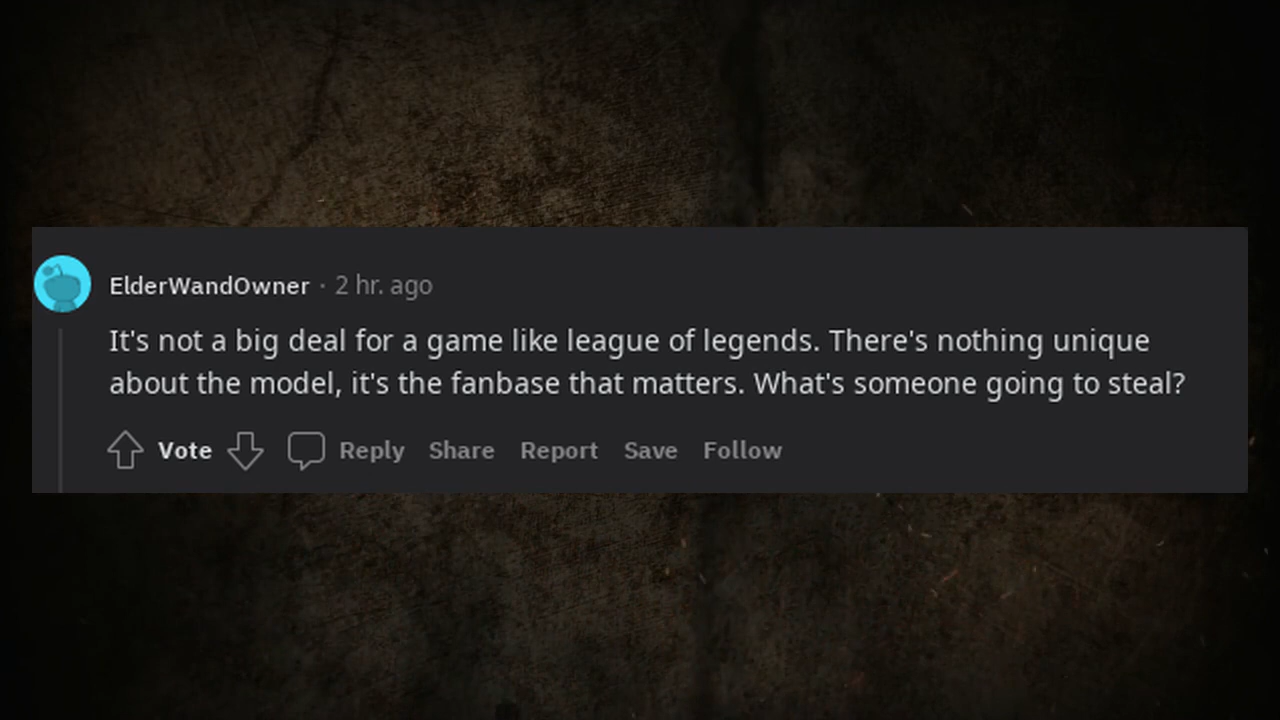 ElderWandOwner · 2 hr. ago
It's not a big deal for a game like league of legends. There's nothing unique
about the model, it's the fanbase that matters. What's someone going to steal?
Vote Reply Share Report Save Follow